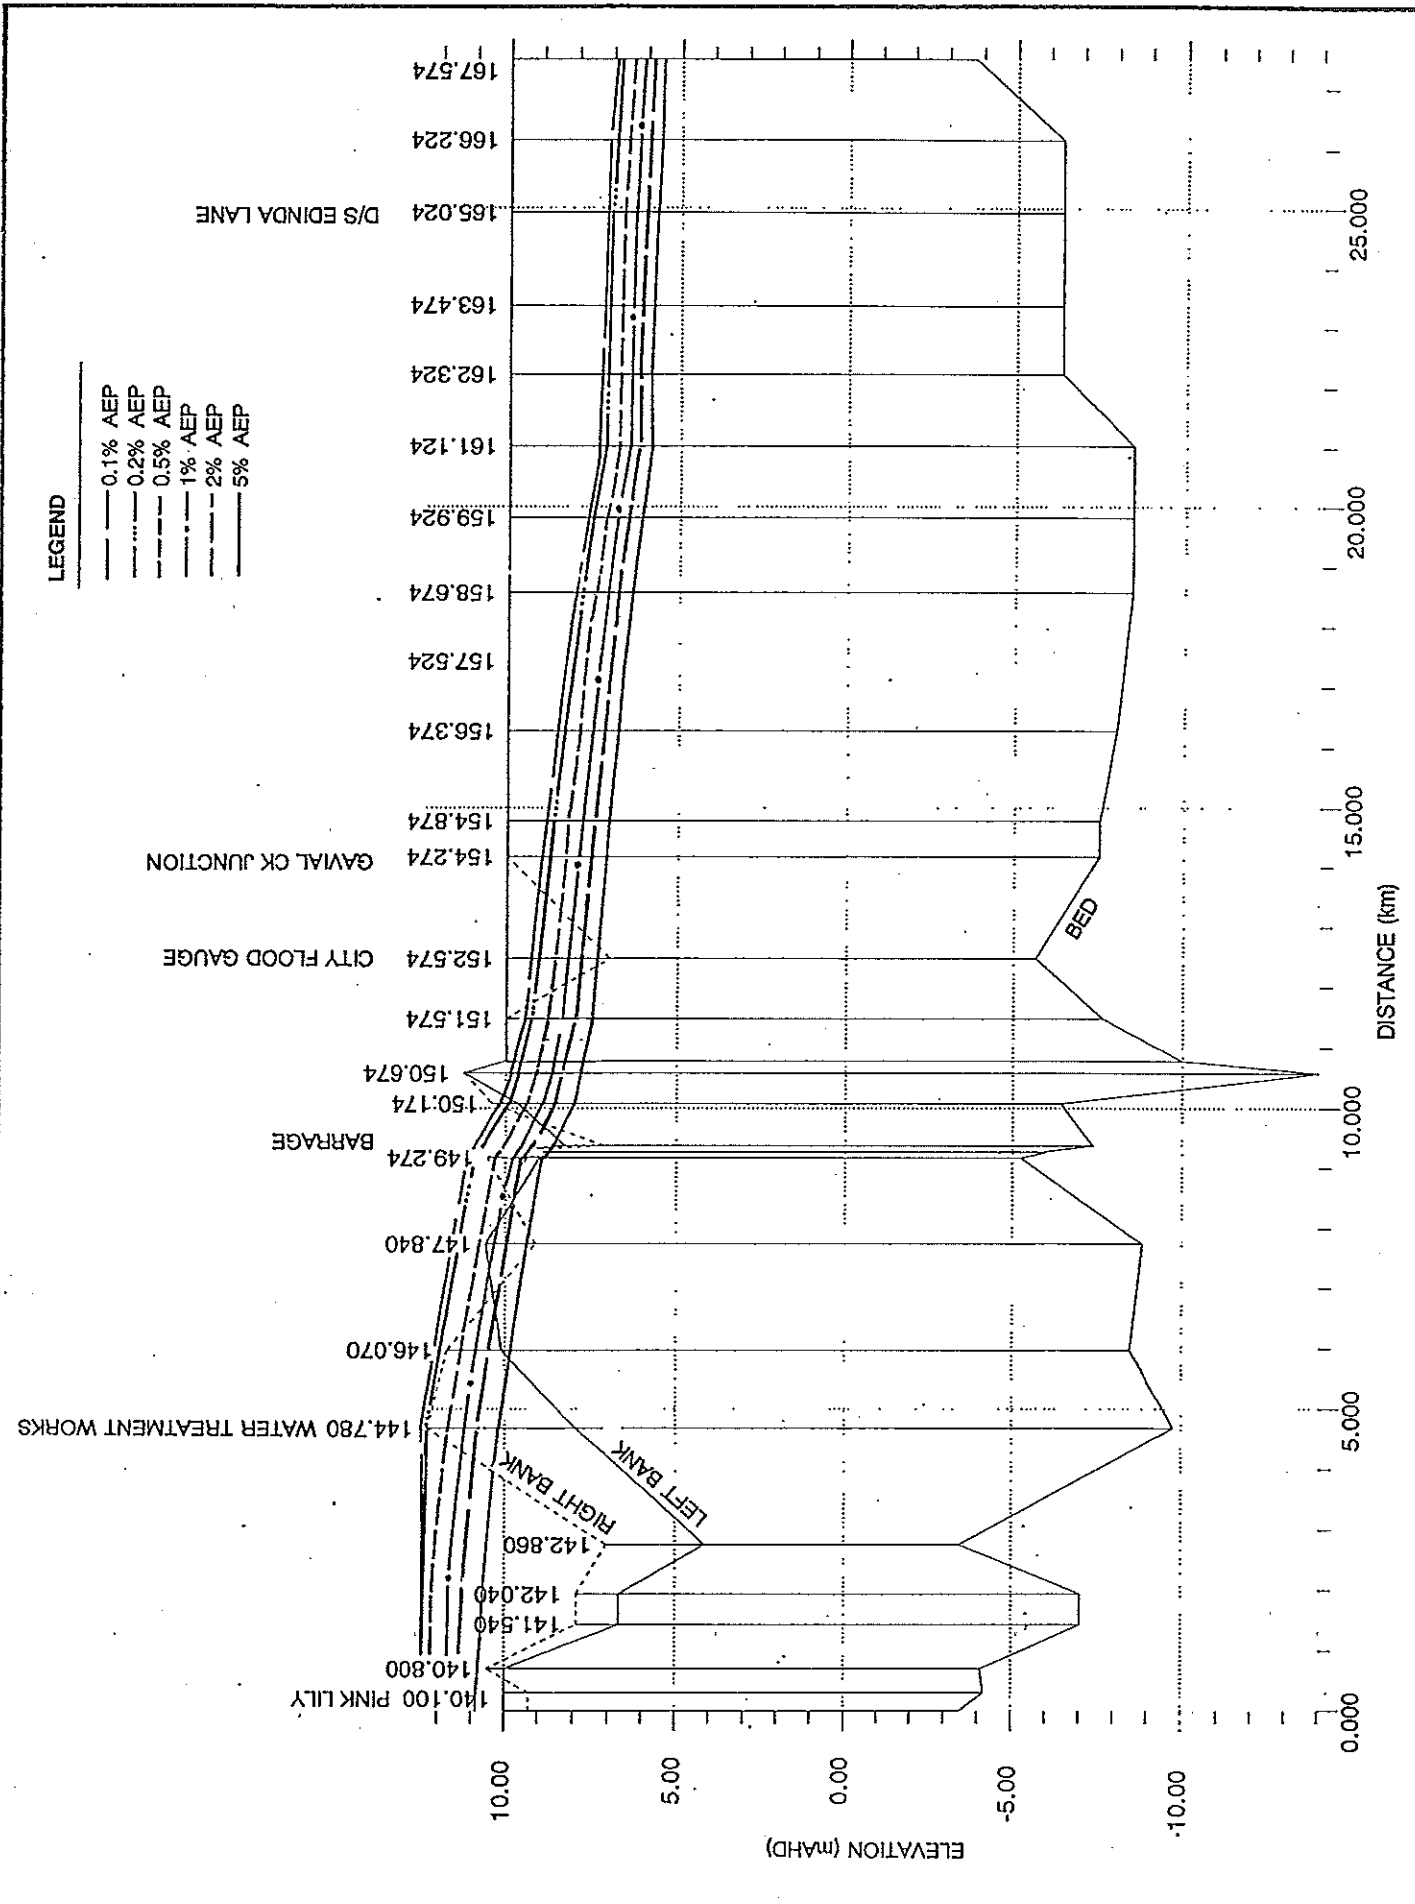 LEGEND
0.1% AEP
0.2% AEP
0.5% AEP
1% AEP
2% AEP
5% AEP
140.100 PINK LILY
140.800
141.540
142.040
142.860
144.780 WATER TREATMENT WORKS
146.070
147.840
149.274
BARRAGE
150.174
150.674
151.574
152.574 CITY FLOOD GAUGE
154.274 GAVIAL CK JUNCTION
154.874
156.374
157.524
158.674
159.924
161.124
162.324
163.474
165.024 D/S EDINDA LANE
166.224
167.574
RIGHT BANK
LEFT BANK
BED
ELEVATION (mAHD)
10.00
5.00
0.00
-5.00
-10.00
0.000
5.000
10.000
15.000
20.000
25.000
DISTANCE (km)